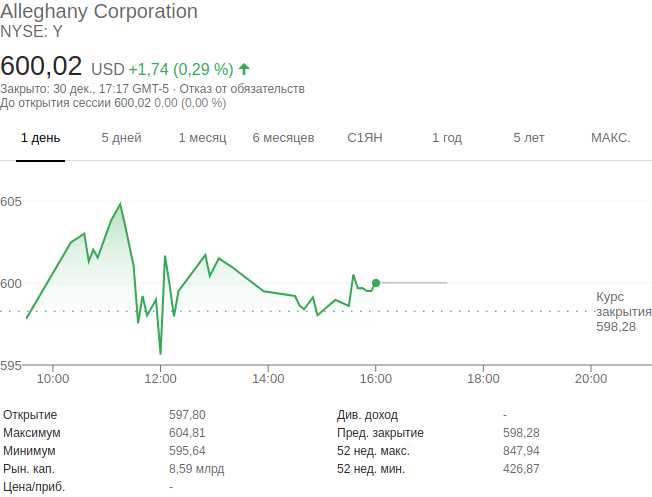 Alleghany Corporation
NYSE: Y
600,02 USD +1,74 (0,29 %)
Закрыто: 30 дек., 17:17 GMT-5 · Отказ от обязательств
До открытия сессии 600,02 0,00 (0,00 %)
1 день 5 дней 1 месяц 6 месяцев С1ЯН 1 год 5 лет МАКС.
605
600
Курс
закрытия
598,28
595
10:00 12:00 14:00 16:00 18:00 20:00
Открытие 597,80 Див. доход -
Максимум 604,81 Пред. закрытие 598,28
Минимум 595,64 52 нед. макс. 847,94
Рын. кап. 8,59 млрд 52 нед. мин. 426,87
Цена/приб. -